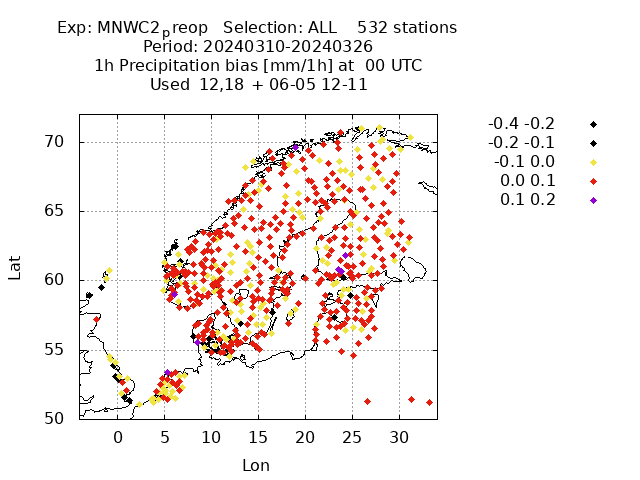 Exp: MNWC2preop Selection: ALL 532 stations
Period: 20240310-20240326
1h Precipitation bias [mm/1h] at 00 UTC
Used 12,18 + 06-05 12-11
-0.4 -0.2
-0.2 -0.1
-0.1 0.0
0.0 0.1
0.1 0.2
70
65
60
55
50
Lat
0 5 10 15 20 25 30
Lon